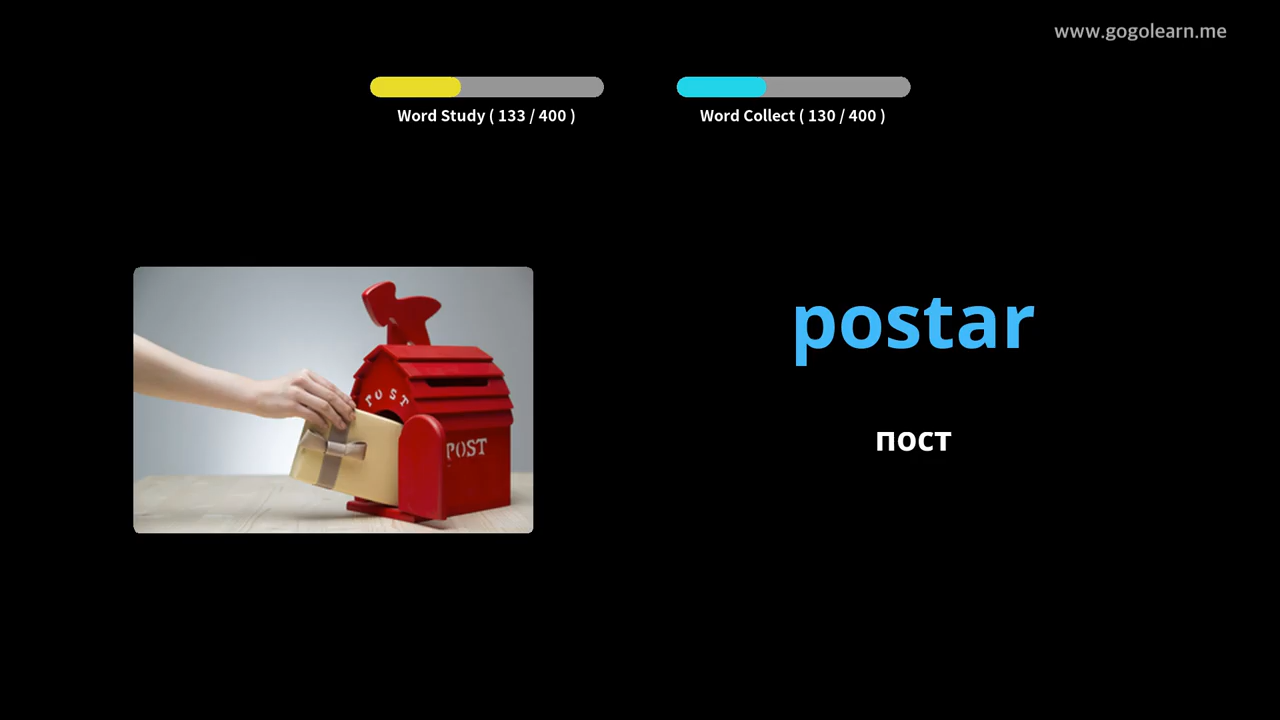 www.gogolearn.me
Word Study ( 133 / 400 )
Word Collect ( 130 / 400 )
POST
POST
postar
пост